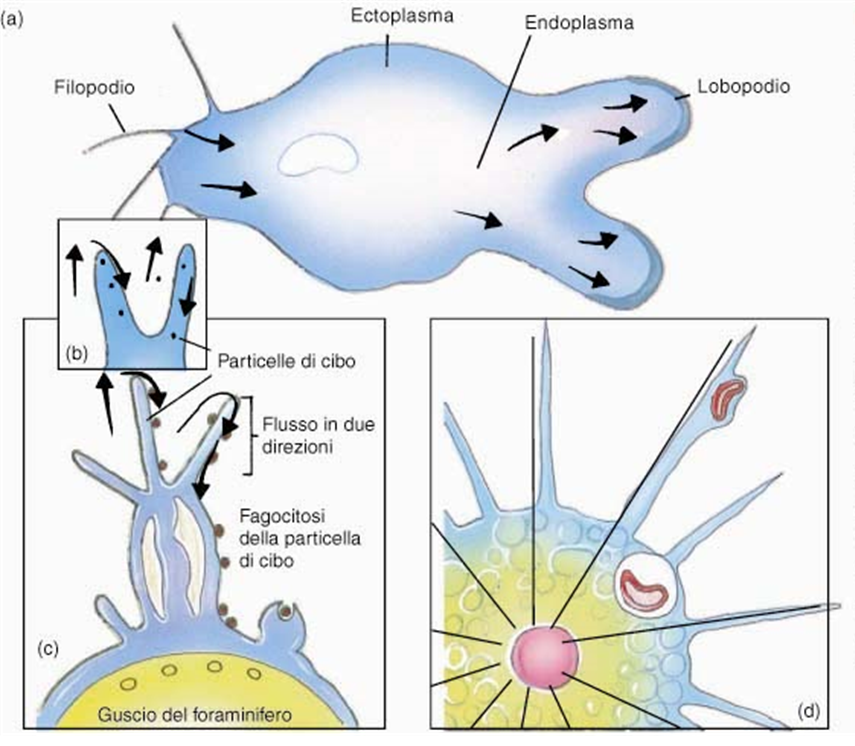 (a)
Ectoplasma
Endoplasma
Filopodio
Lobopodio
(b)
Particelle di cibo
Flusso in due
direzioni
Fagocitosi
della particella
di cibo
(c)
Guscio del foraminifero
(d)